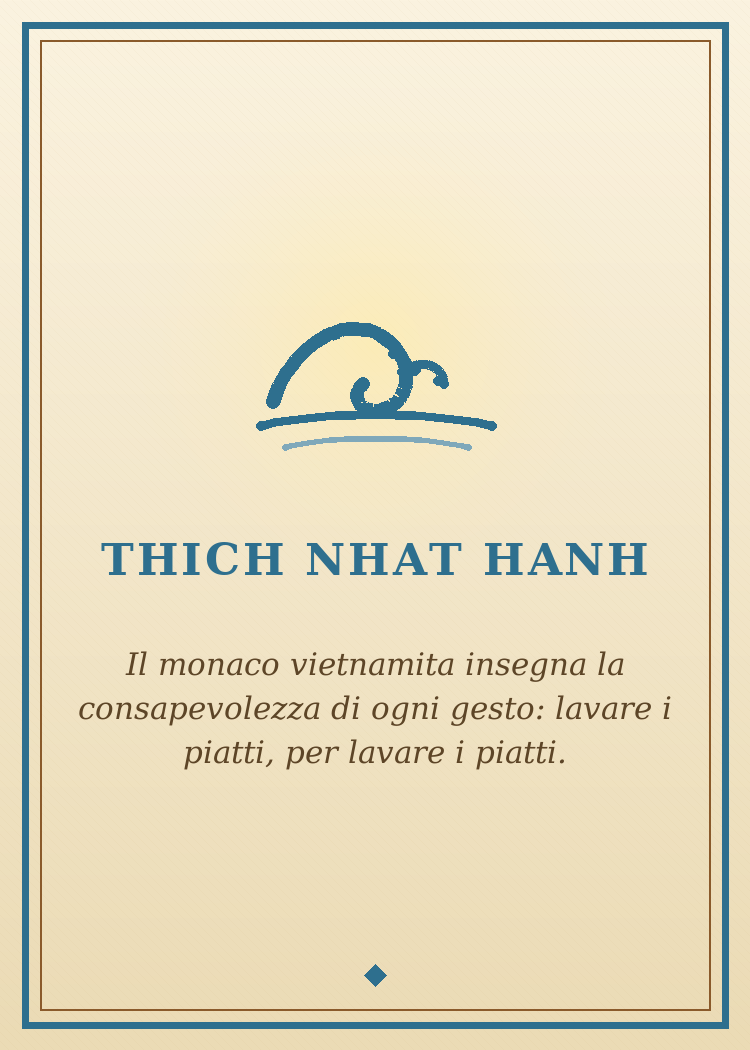 THICH NHAT HANH
Il monaco vietnamita insegna la
consapevolezza di ogni gesto: lavare i
piatti, per lavare i piatti.